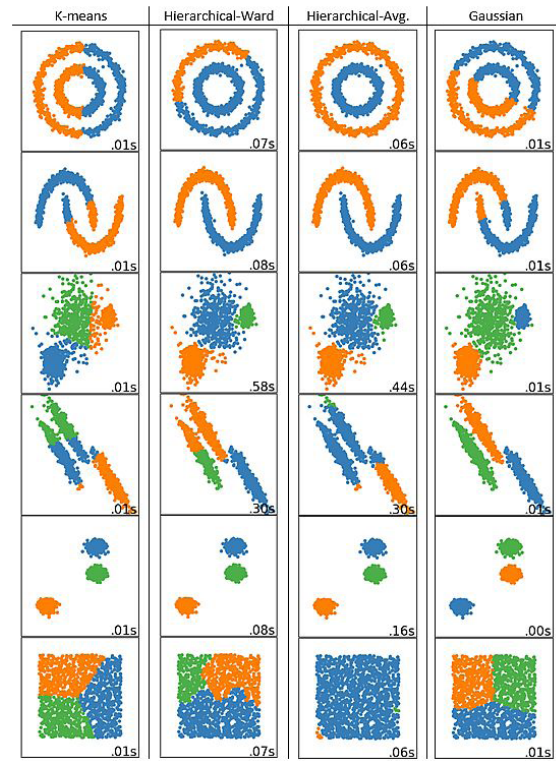 K-means Hierarchical-Ward Hierarchical-Avg. Gaussian
.01s .07s .06s .01s
.01s .08s .06s .01s
.01s .58s .44s .01s
.01s .30s .30s .01s
.01s .08s .16s .00s
.01s .07s .06s .01s